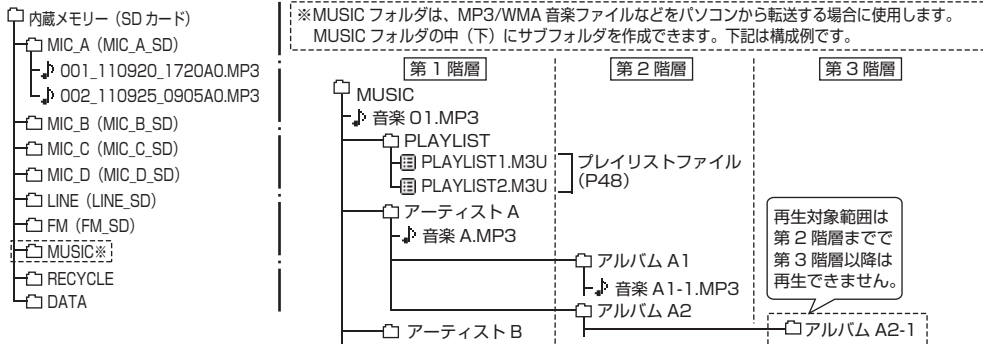 内蔵メモリー（SDカード）
MIC_A（MIC_A_SD）
001_110920_1720A0.MP3
002_110925_0905A0.MP3
MIC_B（MIC_B_SD）
MIC_C（MIC_C_SD）
MIC_D（MIC_D_SD）
LINE（LINE_SD）
FM（FM_SD）
MUSIC※
RECYCLE
DATA
※MUSIC フォルダは、MP3/WMA 音楽ファイルなどをパソコンから転送する場合に使用します。
MUSIC フォルダの中（下）にサブフォルダを作成できます。下記は構成例です。
第 1 階層
第 2 階層
第 3 階層
MUSIC
音楽 01.MP3
PLAYLIST
PLAYLIST1.M3U
PLAYLIST2.M3U
プレイリストファイル
（P48）
アーティスト A
音楽 A.MP3
アルバム A1
音楽 A1-1.MP3
アルバム A2
再生対象範囲は
第 2 階層までで
第 3 階層以降は
再生できません。
アルバム A2-1
アーティスト B